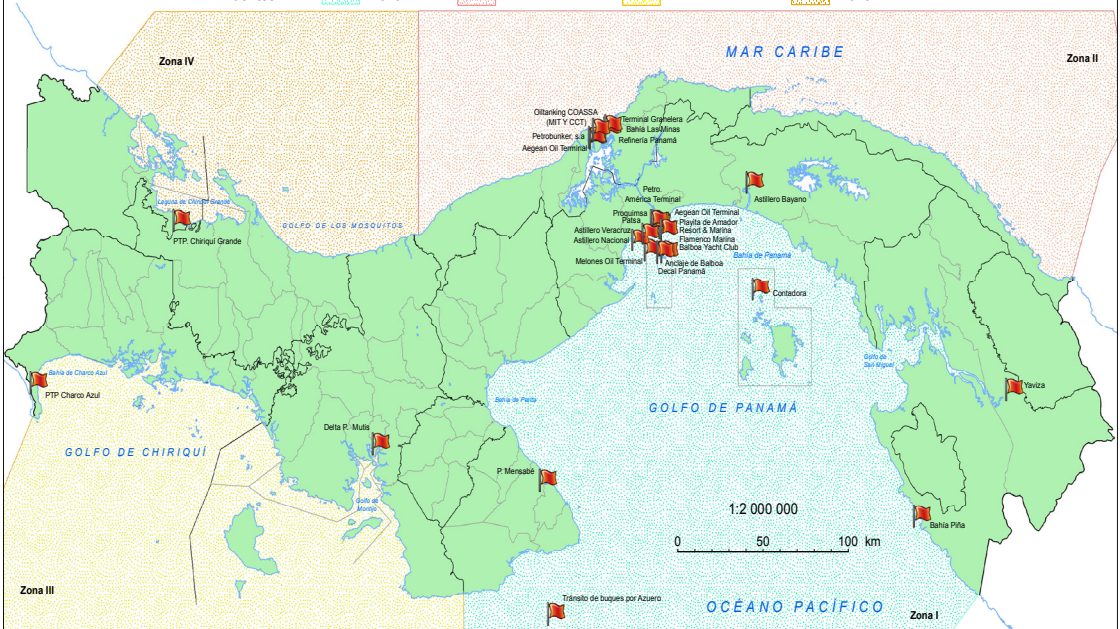 MAR CARIBE
Zona IV
Zona II
Oiltanking COASSA
(MIT Y CCT)
Terminal Granelera
Bahía Las Minas
Petrobunker, s.a
Refinería Panamá
Aegean Oil Terminal
Petro.
América Terminal
Astillero Bayano
Laguna de Chiriquí Grande
PTP. Chiriquí Grande
GOLFO DE LOS MOSQUITOS
Proquimsa
Patsa
Aegean Oil Terminal
Playita de Amador
Resort & Marina
Astillero Veracruz
Astillero Nacional
Flamenco Marina
Balboa Yacht Club
Melones Oil Terminal
Anclaje de Balboa
Decal Panamá
Bahía de Panamá
Contadora
Golfo de
San Miguel
Bahía de Charco Azul
PTP Charco Azul
Yaviza
Bahía de Parita
GOLFO DE PANAMÁ
Delta P. Mutis
GOLFO DE CHIRIQUÍ
P. Mensabé
Golfo de
Montijo
1:2 000 000
0 50 100 km
Bahía Piña
Zona III
Tránsito de buques por Azuero
OCÉANO PACÍFICO
Zona I